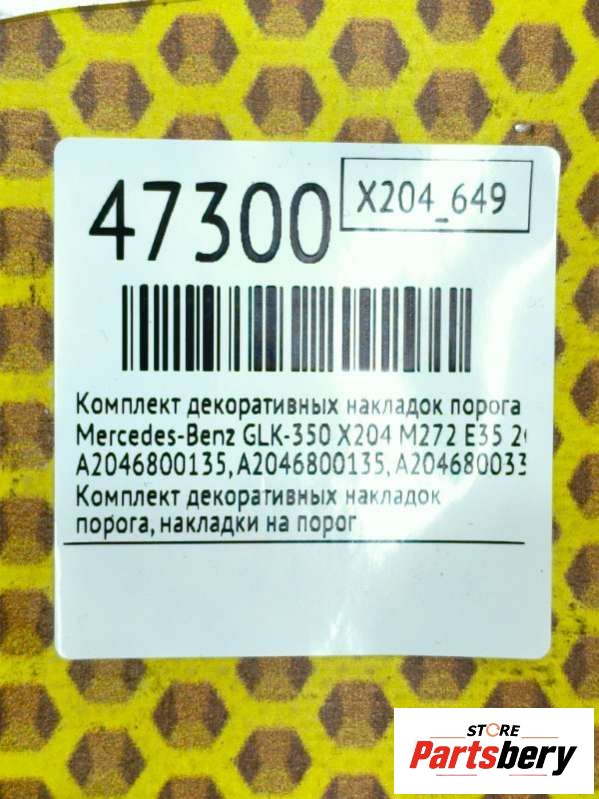 47300
X204_649
Комплект декоративных накладок порога
Mercedes-Benz GLK-350 X204 M272 E35
A2046800135, A2046800135, A204680033
Комплект декоративных накладок
порога, накладки на порог
STORE
Partsbery